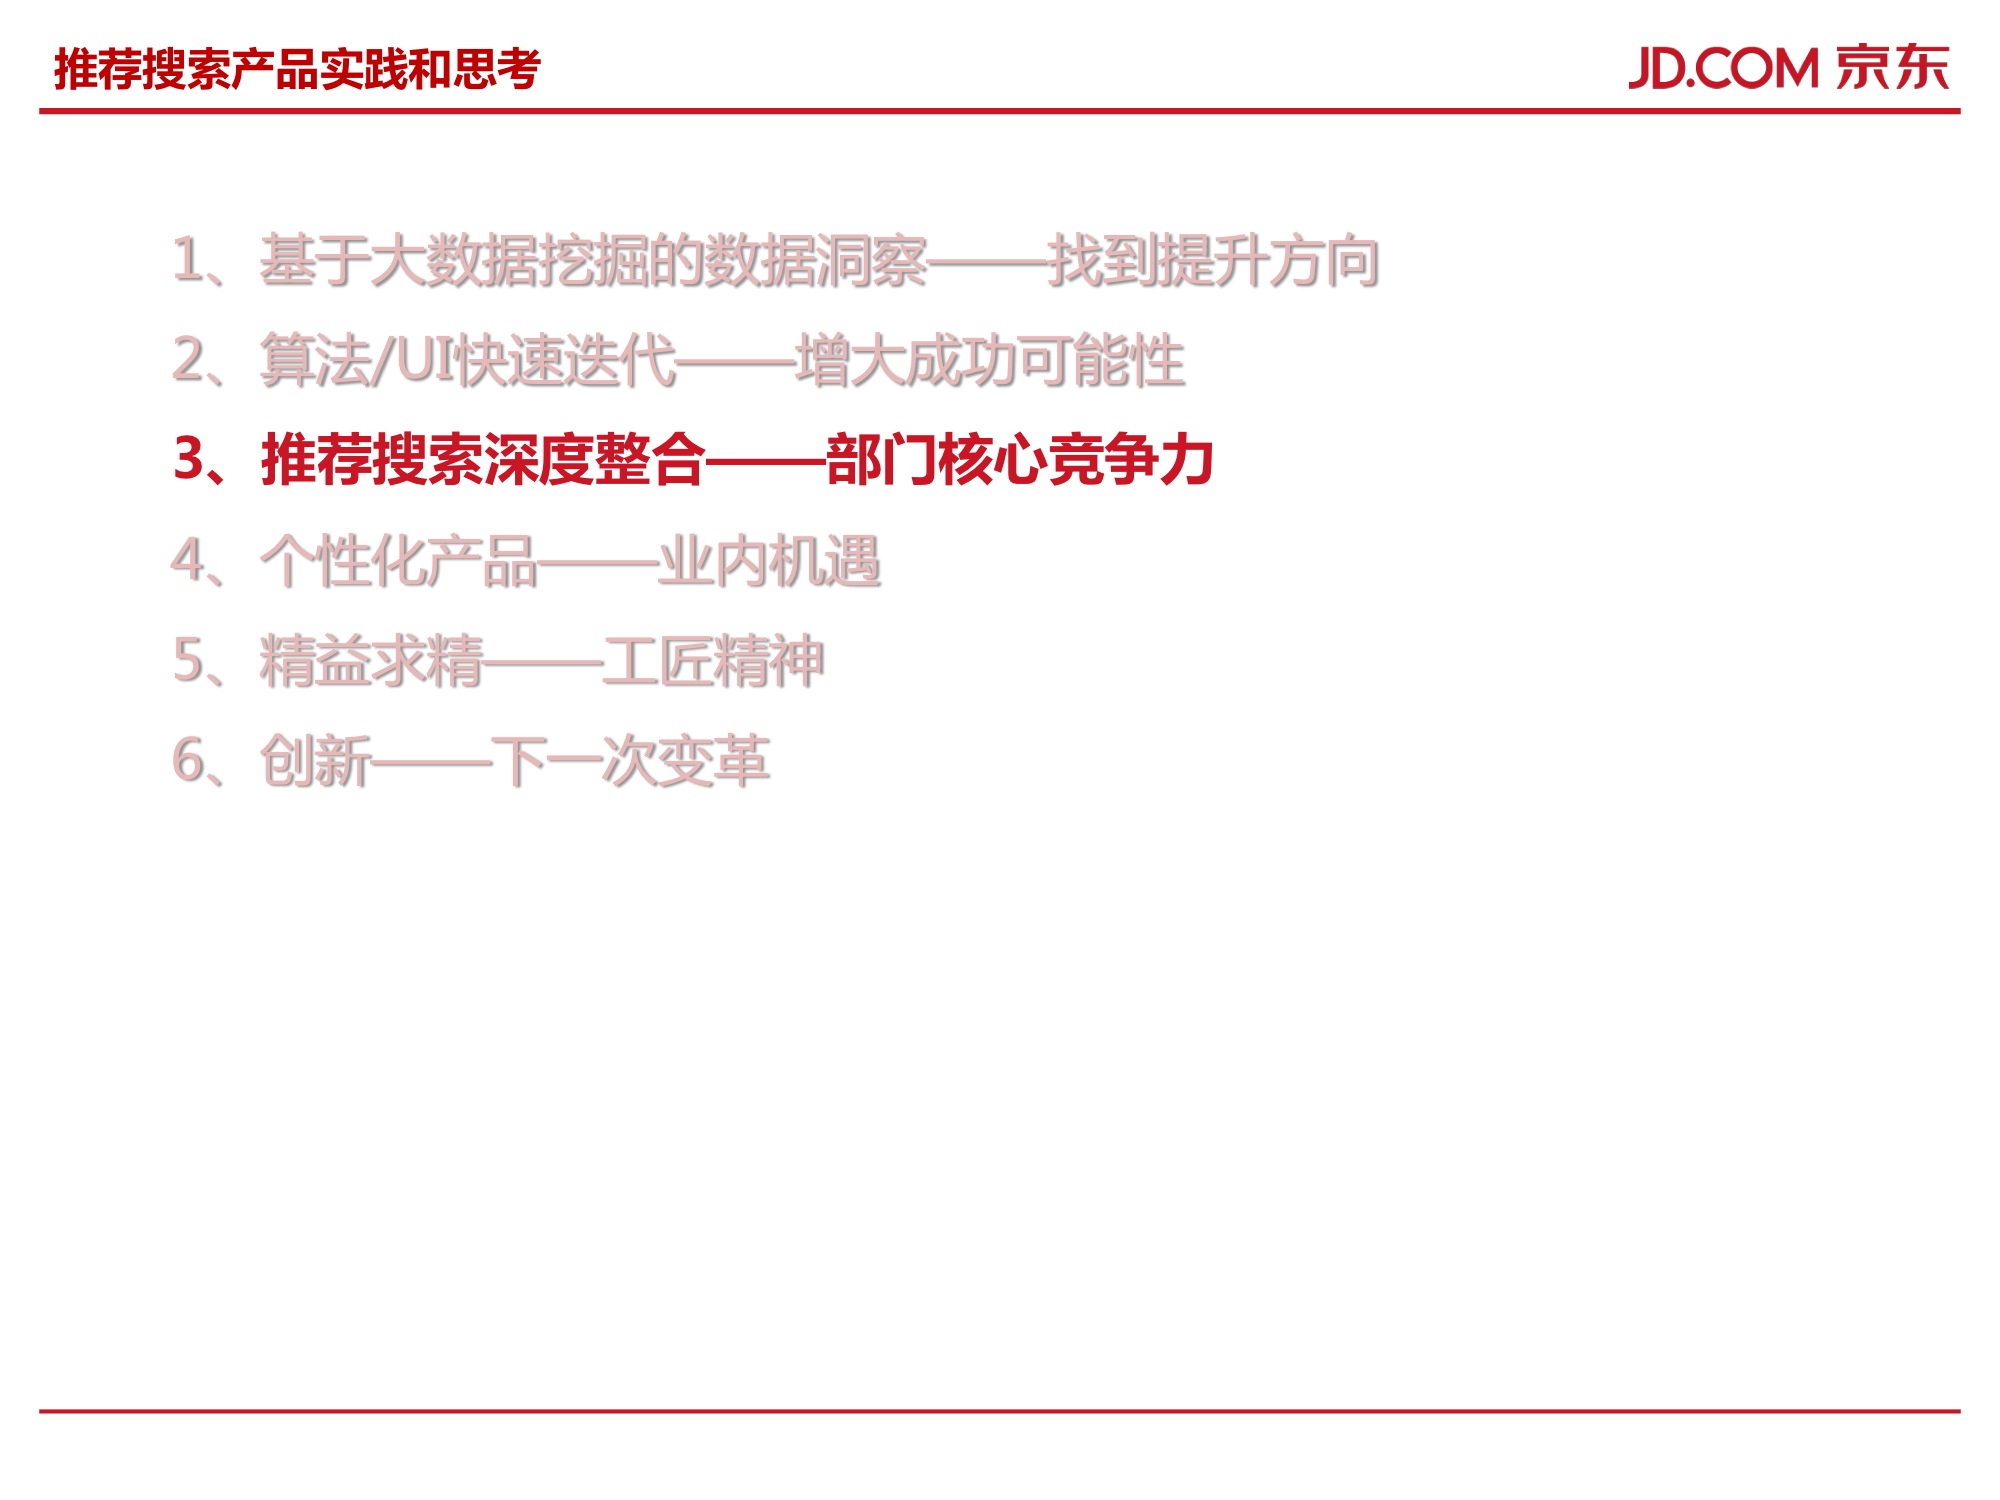 推荐搜索产品实践和思考
JD.COM 京东
1、基于大数据挖掘的数据洞察——找到提升方向
2、算法/UI快速迭代——增大成功可能性
3、推荐搜索深度整合——部门核心竞争力
4、个性化产品——业内机遇
5、精益求精——工匠精神
6、创新——下一次变革